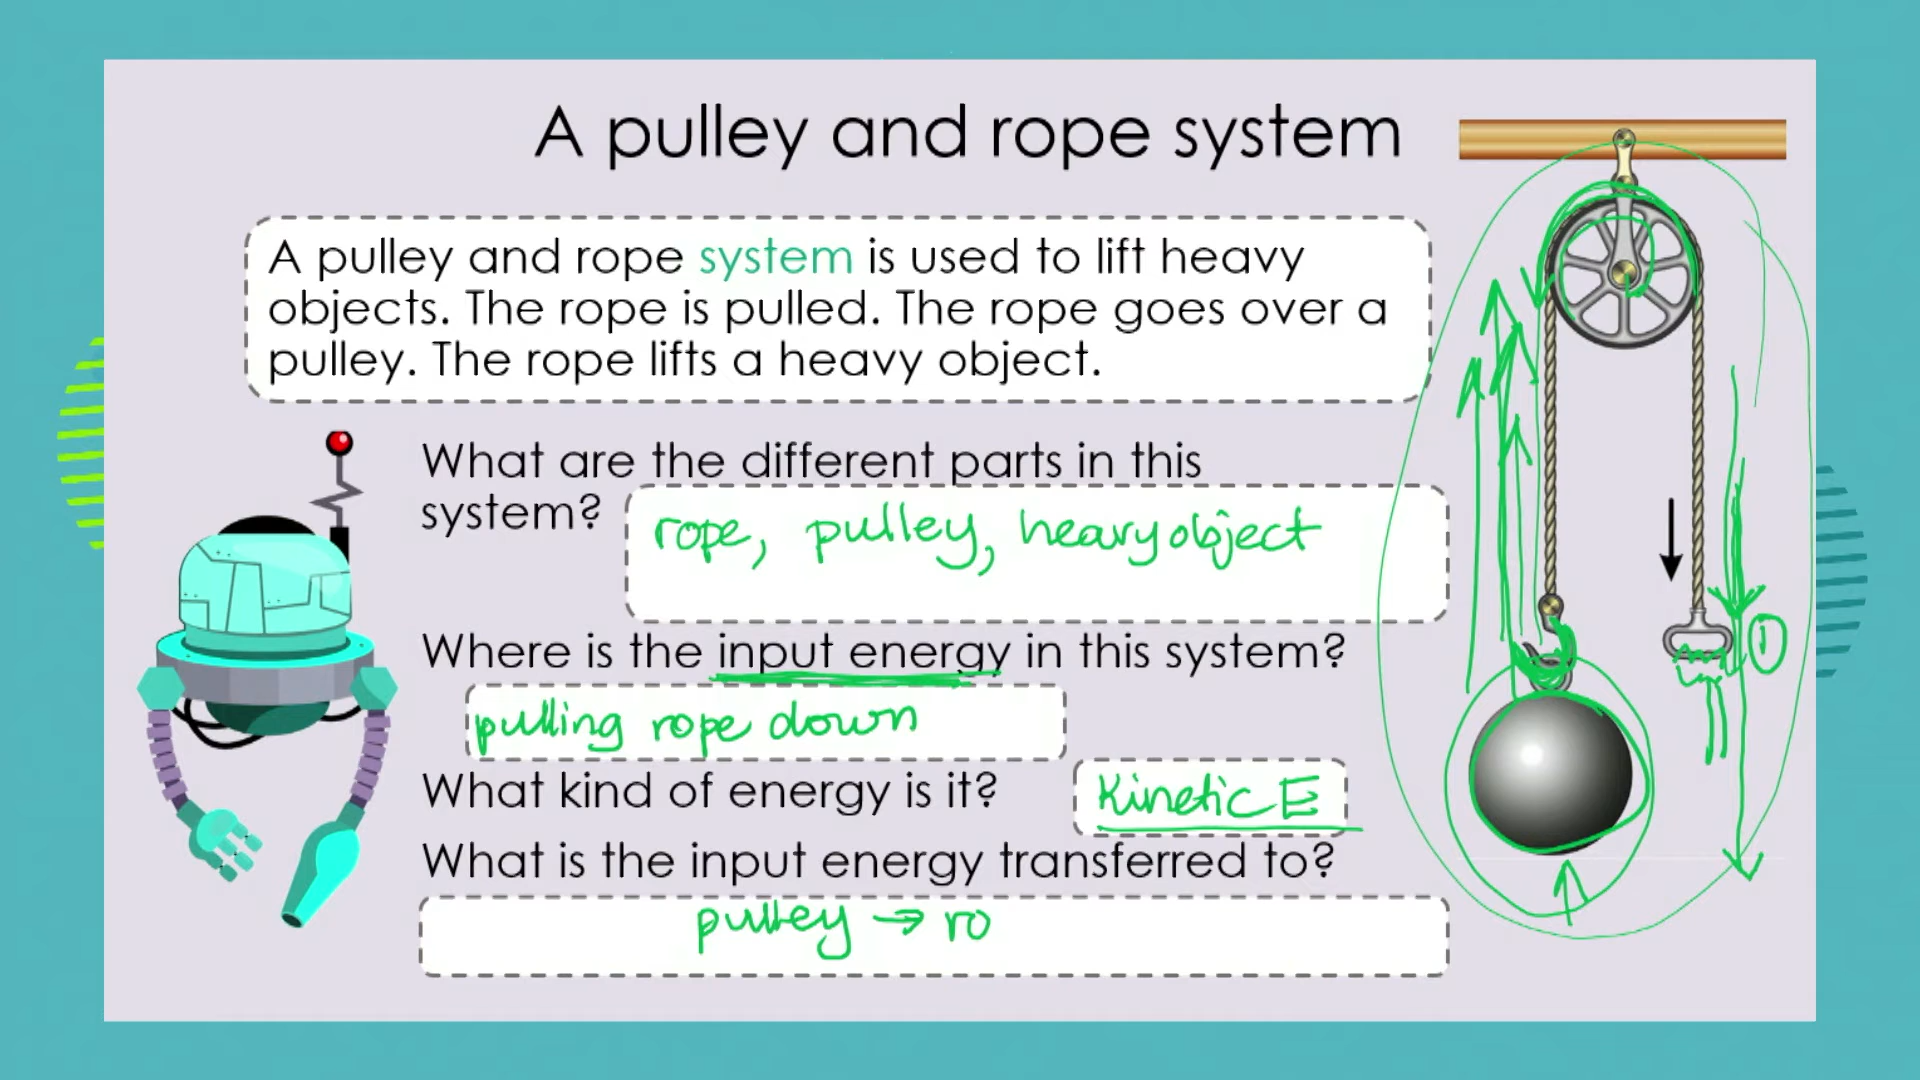 A pulley and rope system
A pulley and rope system is used to lift heavy
objects. The rope is pulled. The rope goes over a
pulley. The rope lifts a heavy object.
What are the different parts in this
system?
rope, pulley, heavy object
Where is the input energy in this system?
pulling rope down
What kind of energy is it?
Kinetic E
What is the input energy transferred to?
pulley → ro
1